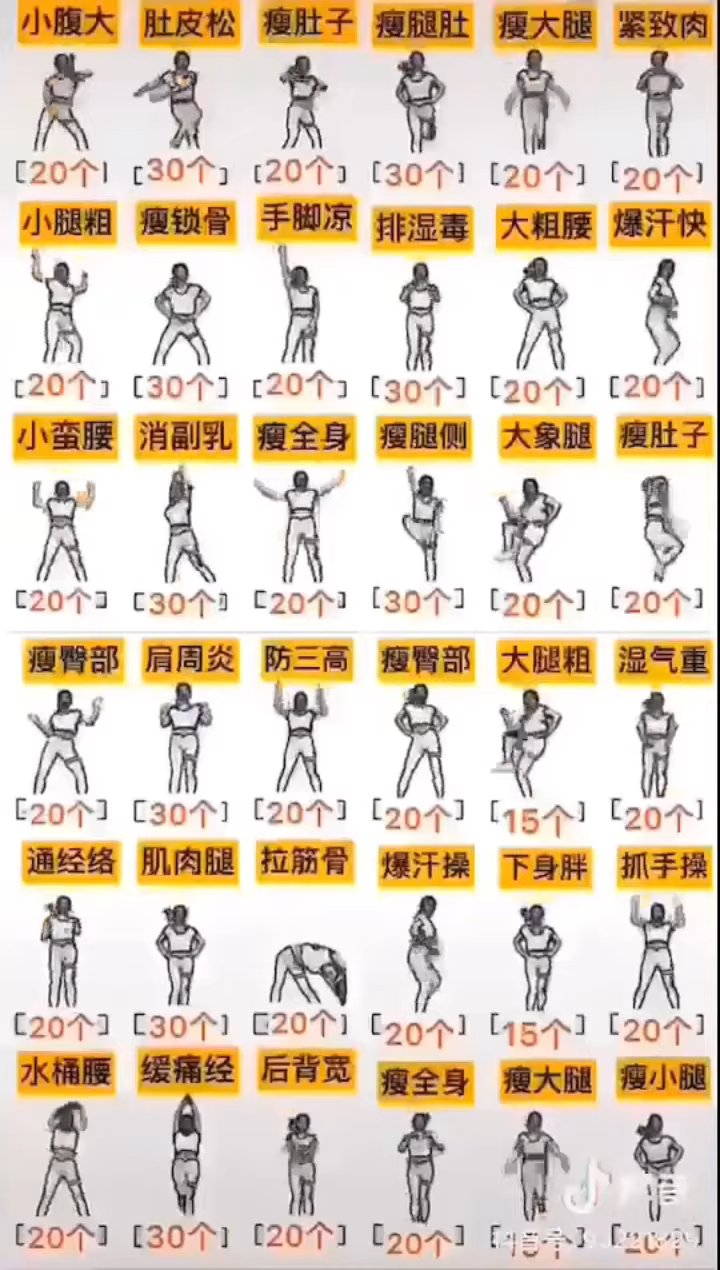 小腹大 肚皮松 瘦肚子 瘦腿肚 瘦大腿 紧致肉
[20个] [30个] [20个] [30个] [20个] [20个]
小腿粗 瘦锁骨 手脚凉 排湿毒 大粗腰 爆汗快
[20个] [30个] [20个] [30个] [20个] [20个]
小蛮腰 消副乳 瘦全身 瘦腿侧 大象腿 瘦肚子
[20个] [30个] [20个] [30个] [20个] [20个]
瘦臀部 肩周炎 防三高 瘦臀部 大腿粗 湿气重
[20个] [30个] [20个] [20个] [15个] [20个]
通经络 肌肉腿 拉筋骨 爆汗操 下身胖 抓手操
[20个] [30个] [20个] [20个] [15个] [20个]
水桶腰 缓痛经 后背宽 瘦全身 瘦大腿 瘦小腿
[20个] [30个] [20个] [20个] [15个] [20个]
抖音
抖音号: